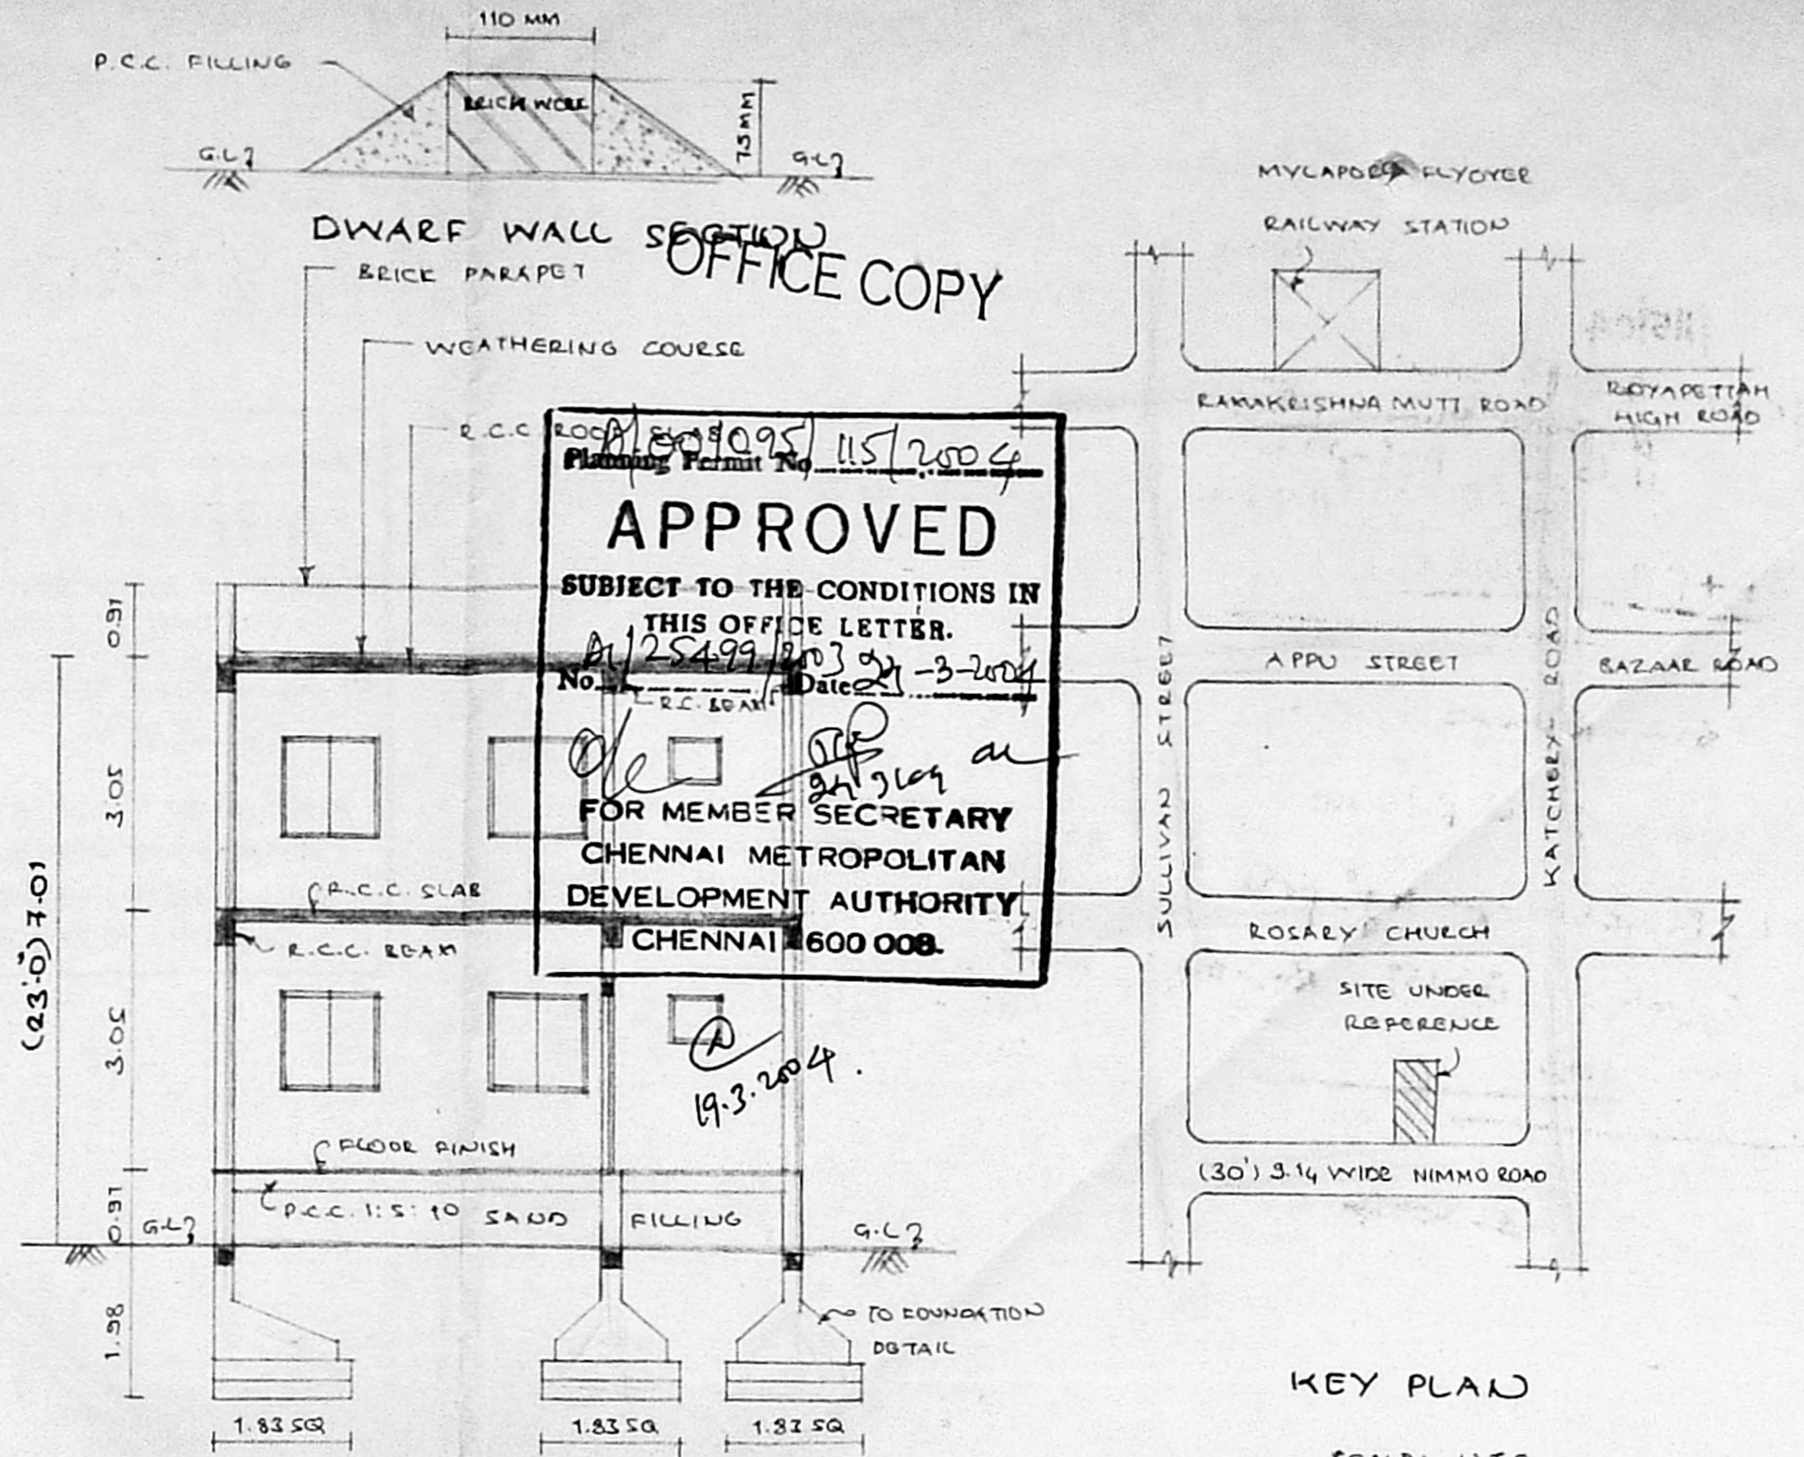 110 MM
P.C.C. FILLING
BRICK WORK
75MM
G.L
G.L
DWARF WALL SECTION
OFFICE COPY
BRICK PARAPET
WEATHERING COURSE
R.C.C ROOF SLAB
Planning Permit No 115/2004
APPROVED
SUBJECT TO THE CONDITIONS IN
THIS OFFICE LETTER.
No. A1/25499/2003 Date -3-2004
R.C. BEAM
FOR MEMBER SECRETARY
CHENNAI METROPOLITAN
DEVELOPMENT AUTHORITY
CHENNAI 600 008.
19.3.2004.
0.91
3.05
(23'-0") 7.01
3.05
0.91
1.98
R.C.C. SLAB
R.C.C. BEAM
FLOOR FINISH
P.C.C. 1:5:10 SAND FILLING
G.L
G.L
TO FOUNDATION
DETAIL
1.83 SQ
1.83 SQ
1.83 SQ
MYLAPORE FLYOVER
RAILWAY STATION
RAMAKRISHNA MUTT ROAD
ROYAPETTAH
HIGH ROAD
SULLIVAN STREET
KATCHERY ROAD
APPU STREET
BAZAAR ROAD
ROSARY CHURCH
SITE UNDER
REFERENCE
(30') 9.14 WIDE NIMMO ROAD
KEY PLAN